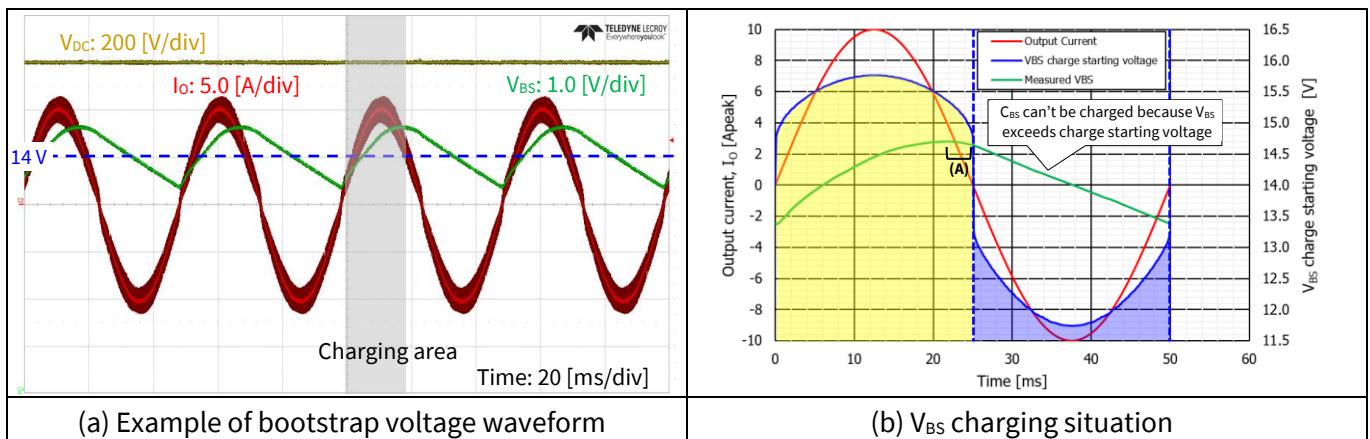 TELEDYNE LECROY
Everywhereyoulook™
VDC: 200 [V/div]
IO: 5.0 [A/div]
VBS: 1.0 [V/div]
14 V
Charging area
Time: 20 [ms/div]
(a) Example of bootstrap voltage waveform
Output Current
VBS charge starting voltage
Measured VBS
CBS can’t be charged because VBS
exceeds charge starting voltage
(A)
Output current, IO [Apeak]
10
8
6
4
2
0
-2
-4
-6
-8
-10
VBS charge starting voltage [V]
16.5
16.0
15.5
15.0
14.5
14.0
13.5
13.0
12.5
12.0
11.5
0
10
20
30
40
50
60
Time [ms]
(b) VBS charging situation